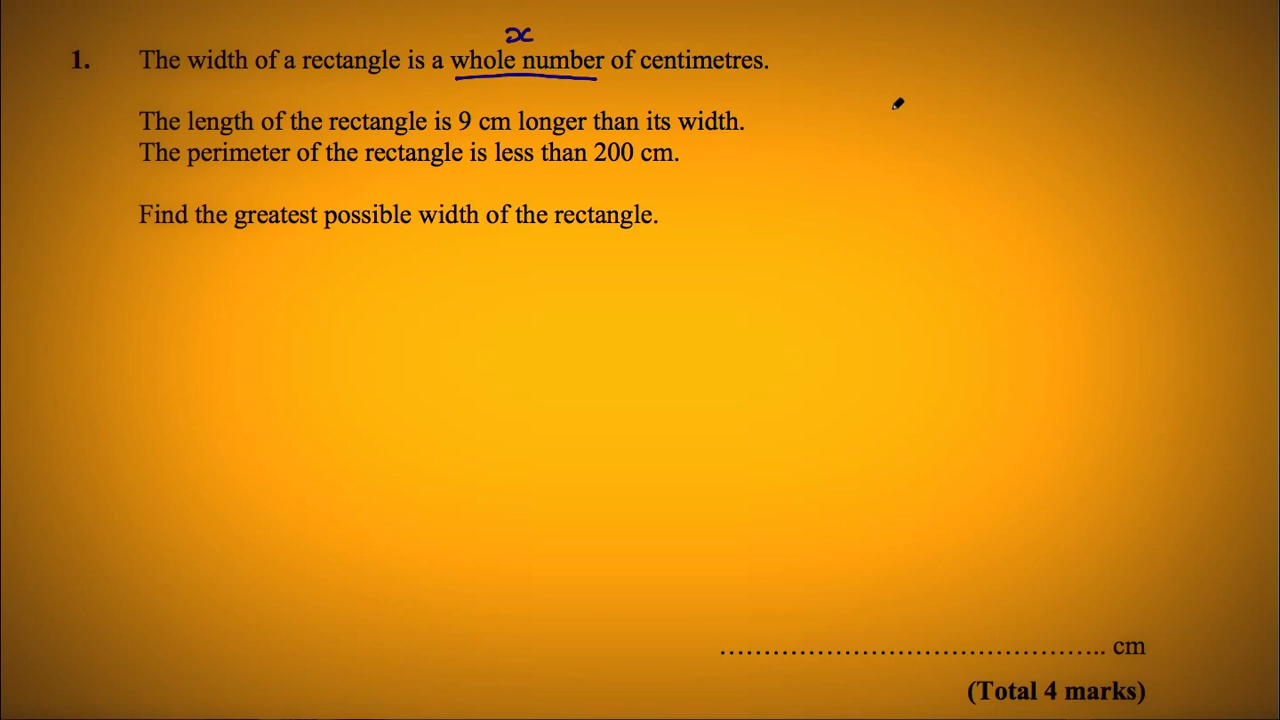 x
1. The width of a rectangle is a whole number of centimetres.
The length of the rectangle is 9 cm longer than its width.
The perimeter of the rectangle is less than 200 cm.
Find the greatest possible width of the rectangle.
………………………………….. cm
(Total 4 marks)